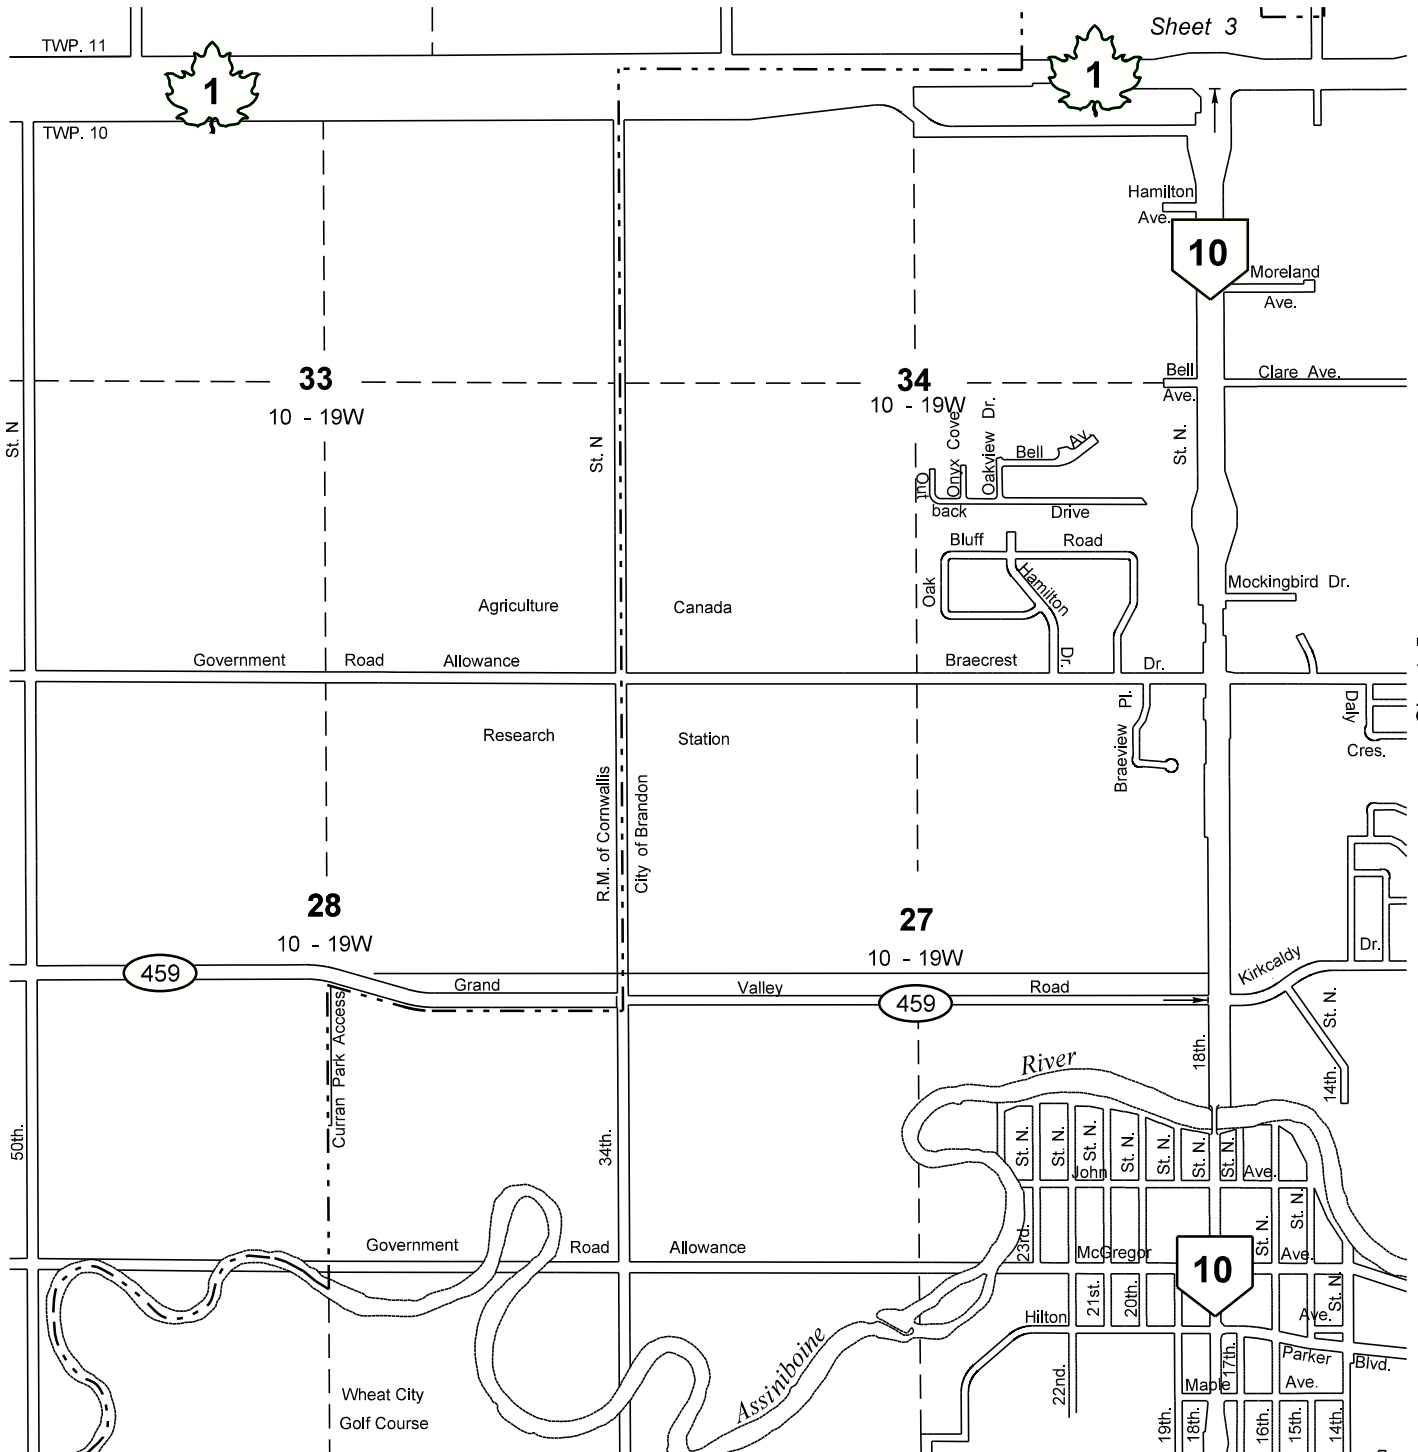 Sheet 3
TWP. 11
1
1
TWP. 10
Hamilton
Ave.
10
Moreland
Ave.
33
10 - 19W
34
10 - 19W
Bell
Ave.
Clare Ave.
St. N
St. N
St. N.
Onyx Cove
Oakview Dr.
Bell Av
Out
back Drive
Bluff Road
Oak
Hamilton
Dr.
Mockingbird Dr.
Agriculture Canada
Government Road Allowance
Braecrest Dr.
Research Station
Braeview Pl.
Daly
Cres.
R.M. of Cornwallis
City of Brandon
28
10 - 19W
27
10 - 19W
459
Grand Valley Road
459
Kirkcaldy
Dr.
Curran Park Access
18th.
St. N.
14th.
River
50th.
34th.
St. N.
St. N.
St. N.
St. N.
St. N.
St. N.
St. N.
John Ave.
St. N.
St. N.
23rd.
Government Road Allowance
McGregor Ave.
10
21st.
20th.
St. N
Hilton Ave.
Assiniboine
Parker Blvd.
17th.
22nd.
Maple Ave.
Wheat City
Golf Course
19th.
18th.
16th.
15th.
14th.